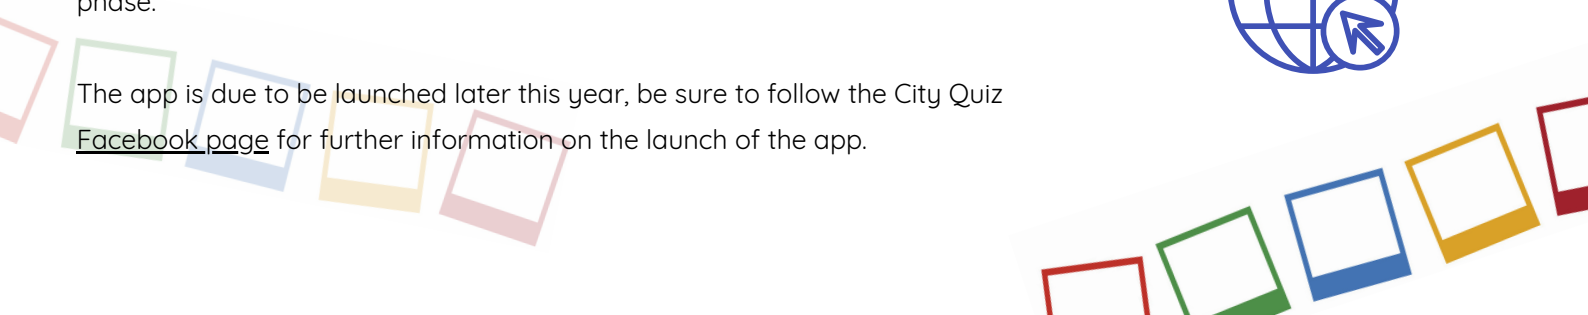 phase.
The app is due to be launched later this year, be sure to follow the City Quiz
Facebook page for further information on the launch of the app.